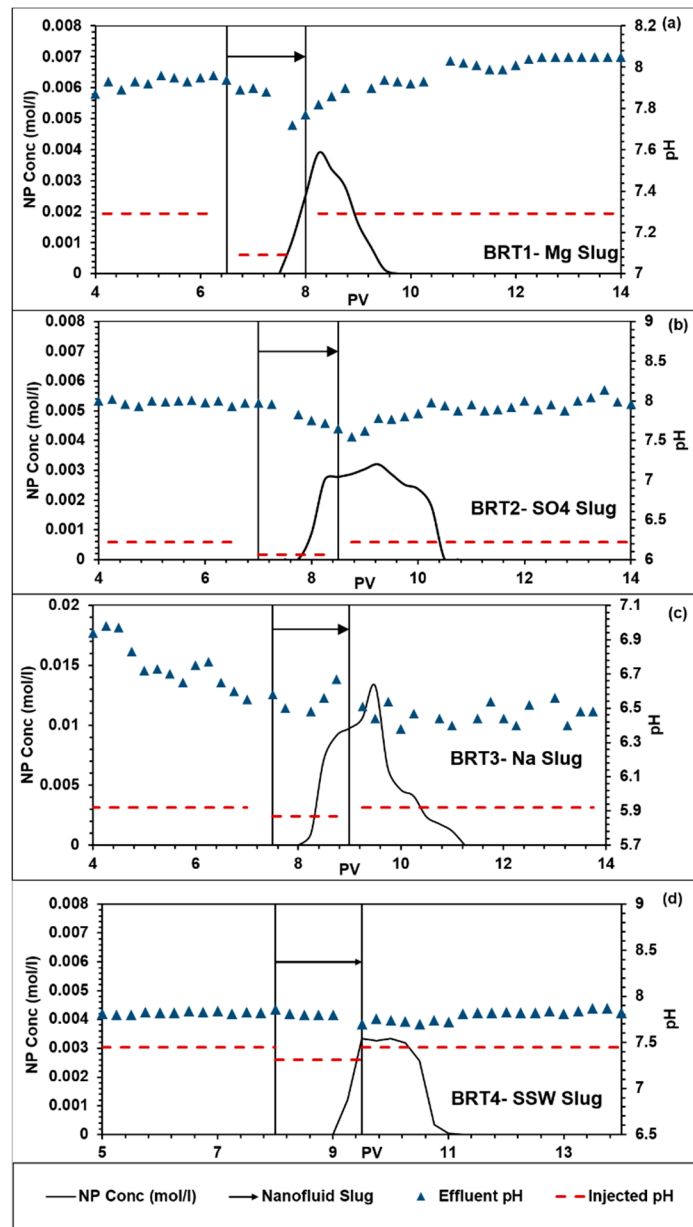 (a)
NP Conc (mol/l)
0.008
0.007
0.006
0.005
0.004
0.003
0.002
0.001
0
8.2
8
7.8
7.6
7.4
7.2
7
pH
BRT1- Mg Slug
4 6 8 10 12 14
PV
(b)
NP Conc (mol/l)
0.008
0.007
0.006
0.005
0.004
0.003
0.002
0.001
0
9
8.5
8
7.5
7
6.5
6
pH
BRT2- SO4 Slug
4 6 8 10 12 14
PV
(c)
NP Conc (mol/l)
0.02
0.015
0.01
0.005
0
7.1
6.9
6.7
6.5
6.3
6.1
5.9
5.7
pH
BRT3- Na Slug
4 6 8 10 12 14
PV
(d)
NP Conc (mol/l)
0.008
0.007
0.006
0.005
0.004
0.003
0.002
0.001
0
9
8.5
8
7.5
7
6.5
pH
BRT4- SSW Slug
5 7 9 PV 11 13
NP Conc (mol/l) Nanofluid Slug Effluent pH Injected pH